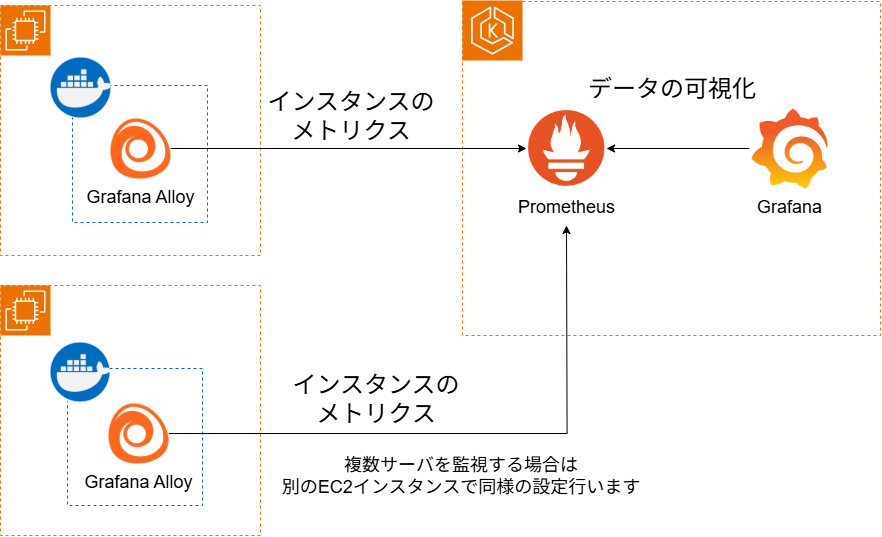 データの可視化
インスタンスの
メトリクス
Grafana Alloy
Prometheus
Grafana
インスタンスの
メトリクス
Grafana Alloy
複数サーバを監視する場合は
別のEC2インスタンスで同様の設定行います